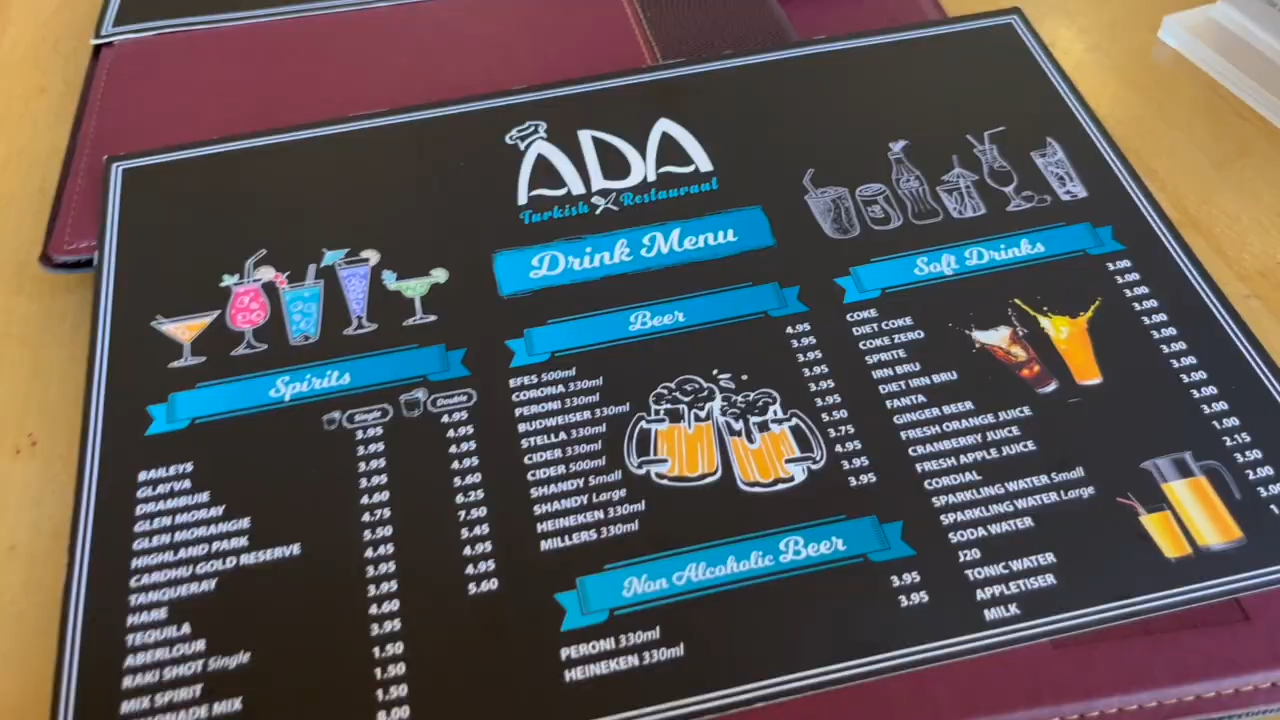 ADA
Turkish Restaurant
Drink Menu
Spirits
Single Double
BAILEYS
GLAYVA
DRAMBUIE
GLEN MORAY
GLEN MORANGIE
HIGHLAND PARK
CARDHU GOLD RESERVE
TANQUERAY
HARE
TEQUILA
ABERLOUR
RAKI SHOT Single
MIX SPIRIT
3.95
3.95
3.95
3.95
4.60
4.75
5.50
4.45
3.95
3.95
4.60
3.95
1.50
1.50
1.50
8.00
4.95
4.95
4.95
4.95
5.60
6.25
7.50
5.45
4.95
4.95
5.60
Beer
EFES 500ml
CORONA 330ml
PERONI 330ml
BUDWEISER 330ml
STELLA 330ml
CIDER 330ml
CIDER 500ml
SHANDY Small
SHANDY Large
HEINEKEN 330ml
MILLERS 330ml
4.95
3.95
3.95
3.95
3.95
5.50
3.75
4.95
3.95
3.95
Non Alcoholic Beer
PERONI 330ml 3.95
HEINEKEN 330ml 3.95
Soft Drinks
COKE
DIET COKE
COKE ZERO
SPRITE
IRN BRU
DIET IRN BRU
FANTA
GINGER BEER
FRESH ORANGE JUICE
CRANBERRY JUICE
FRESH APPLE JUICE
CORDIAL
SPARKLING WATER Small
SPARKLING WATER Large
SODA WATER
J20
TONIC WATER
APPLETISER
MILK
3.00
3.00
3.00
3.00
3.00
3.00
3.00
3.00
3.00
3.00
3.00
1.00
2.15
3.50
2.00
3.00